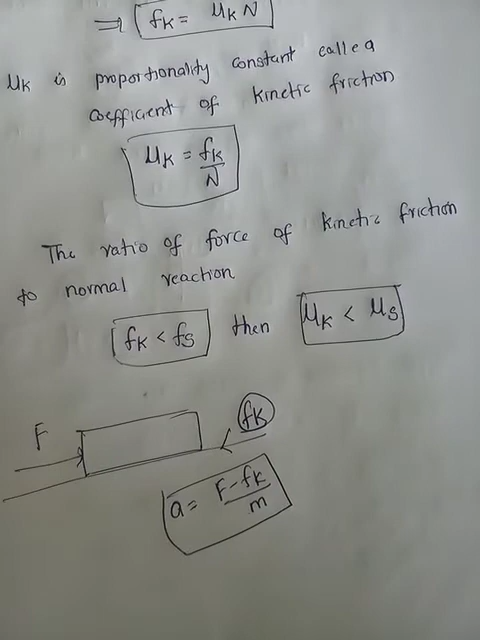 ⇒ fK = μK N
μK is proportionality constant called a
coefficient of kinetic friction
μK = fK/N
The ratio of force of kinetic friction
to normal reaction
fK < fS then μK < μS
F
fK
a = F-fK/m